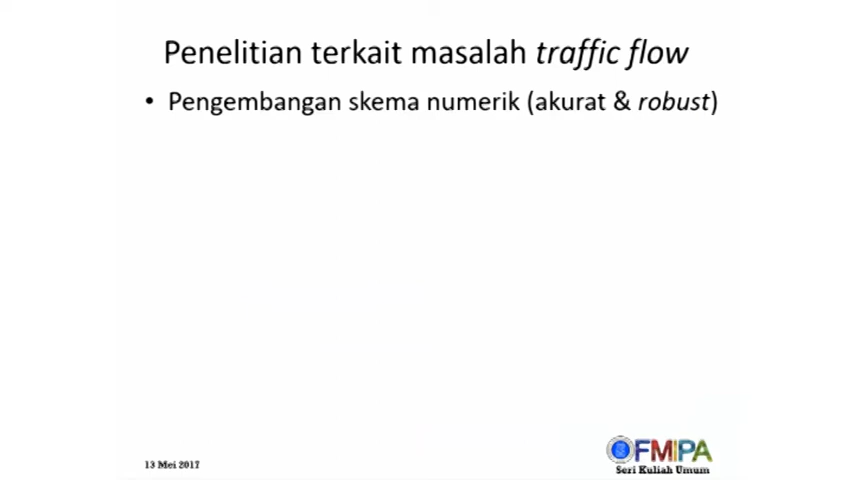 Penelitian terkait masalah traffic flow
• Pengembangan skema numerik (akurat & robust)
13 Mei 2017
FMIPA
Seri Kuliah Umum